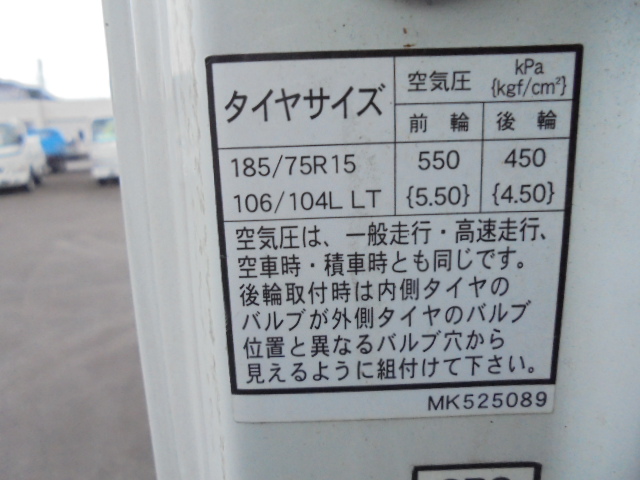 タイヤサイズ
空気圧 kPa {kgf/cm²}
前輪 後輪
185/75R15 550 450
106/104L LT {5.50} {4.50}
空気圧は、一般走行・高速走行、
空車時・積車時とも同じです。
後輪取付時は内側タイヤの
バルブが外側タイヤのバルブ
位置と異なるバルブ穴から
見えるように組付けて下さい。
MK525089